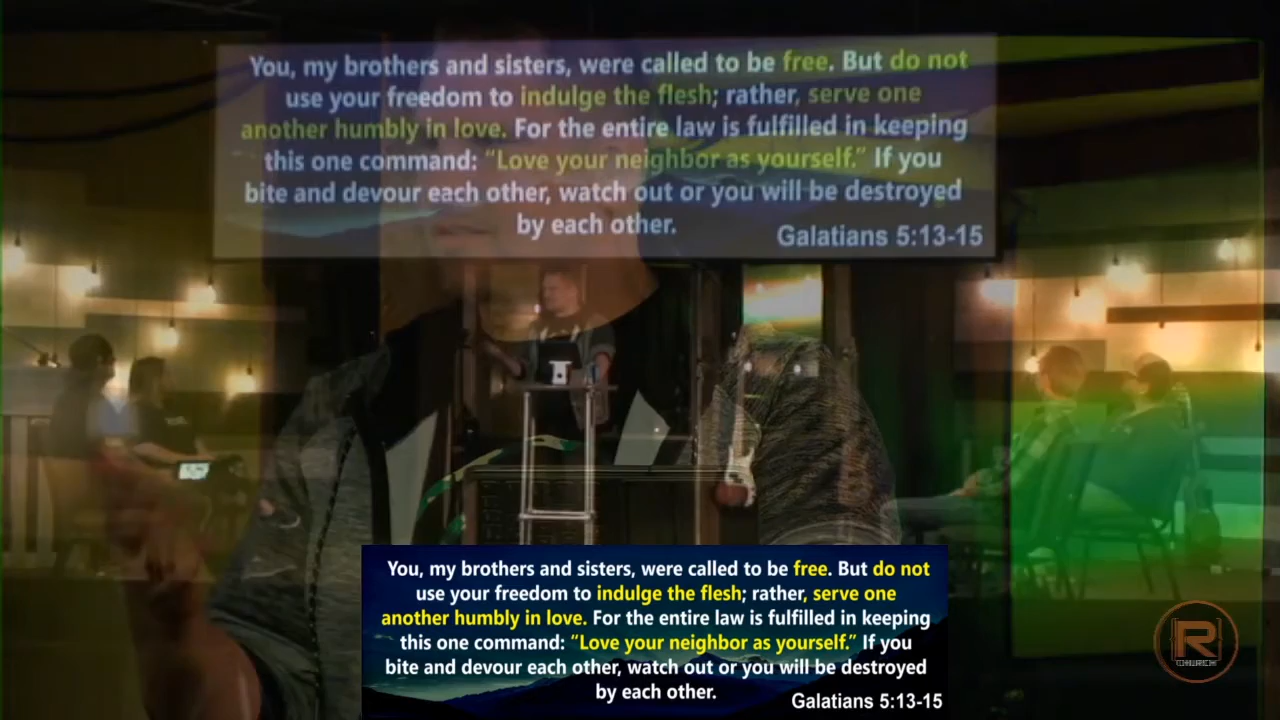 You, my brothers and sisters, were called to be free. But do not
use your freedom to indulge the flesh; rather, serve one
another humbly in love. For the entire law is fulfilled in keeping
this one command: “Love your neighbor as yourself.” If you
bite and devour each other, watch out or you will be destroyed
by each other.
Galatians 5:13-15
You, my brothers and sisters, were called to be free. But do not
use your freedom to indulge the flesh; rather, serve one
another humbly in love. For the entire law is fulfilled in keeping
this one command: “Love your neighbor as yourself.” If you
bite and devour each other, watch out or you will be destroyed
by each other.
Galatians 5:13-15
R
CHURCH